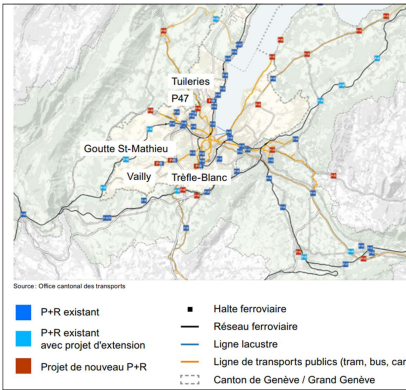 Tuileries
P47
Goutte St-Mathieu
Vailly
Trèfle-Blanc
Source : Office cantonal des transports
P+R existant
P+R existant
avec projet d'extension
Projet de nouveau P+R
Halte ferroviaire
Réseau ferroviaire
Ligne lacustre
Ligne de transports publics (tram, bus, car
Canton de Genève / Grand Genève